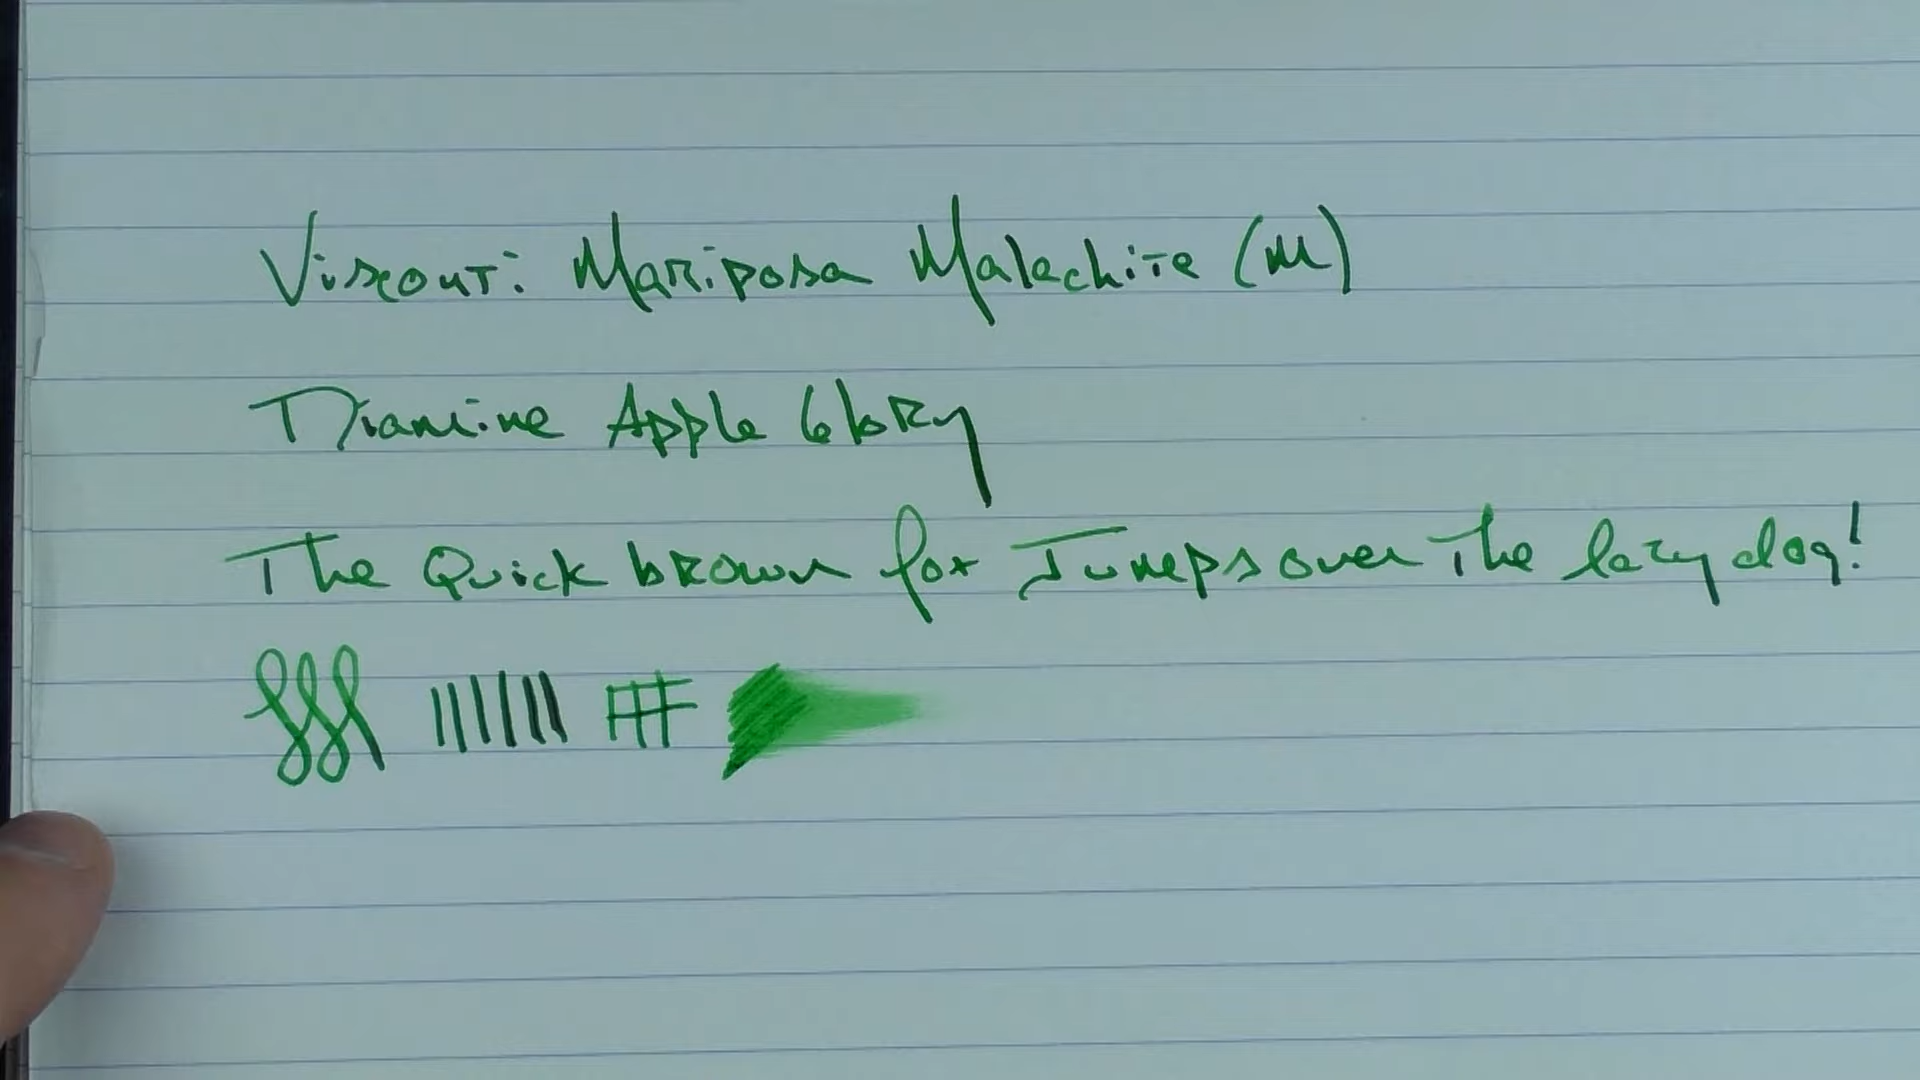 Visconti Mariposa Malachite (M)
Diamine Apple Glory
The Quick brown fox Jumps over The lazy dog!